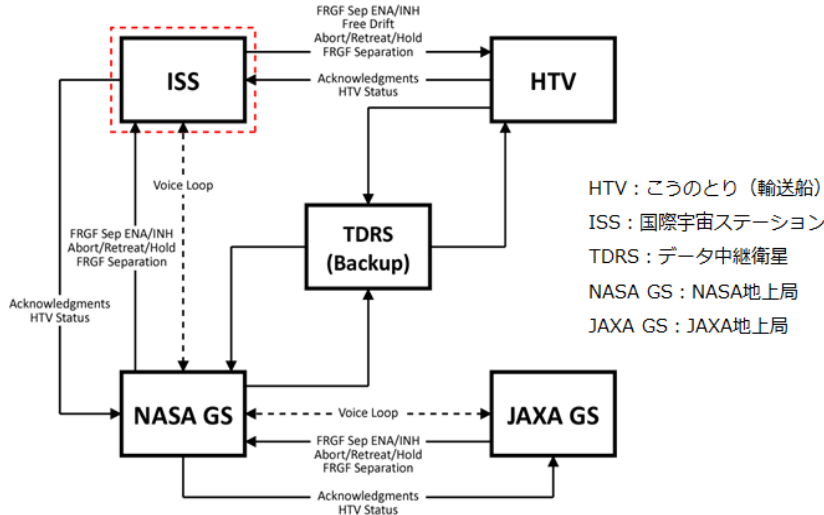 FRGF Sep ENA/INH
Free Drift
Abort/Retreat/Hold
FRGF Separation
ISS
Acknowledgments
HTV Status
HTV
Voice Loop
FRGF Sep ENA/INH
Abort/Retreat/Hold
FRGF Separation
TDRS
(Backup)
Acknowledgments
HTV Status
NASA GS
Voice Loop
JAXA GS
FRGF Sep ENA/INH
Abort/Retreat/Hold
FRGF Separation
Acknowledgments
HTV Status
HTV：こうのとり（輸送船）
ISS：国際宇宙ステーション
TDRS：データ中継衛星
NASA GS：NASA地上局
JAXA GS：JAXA地上局